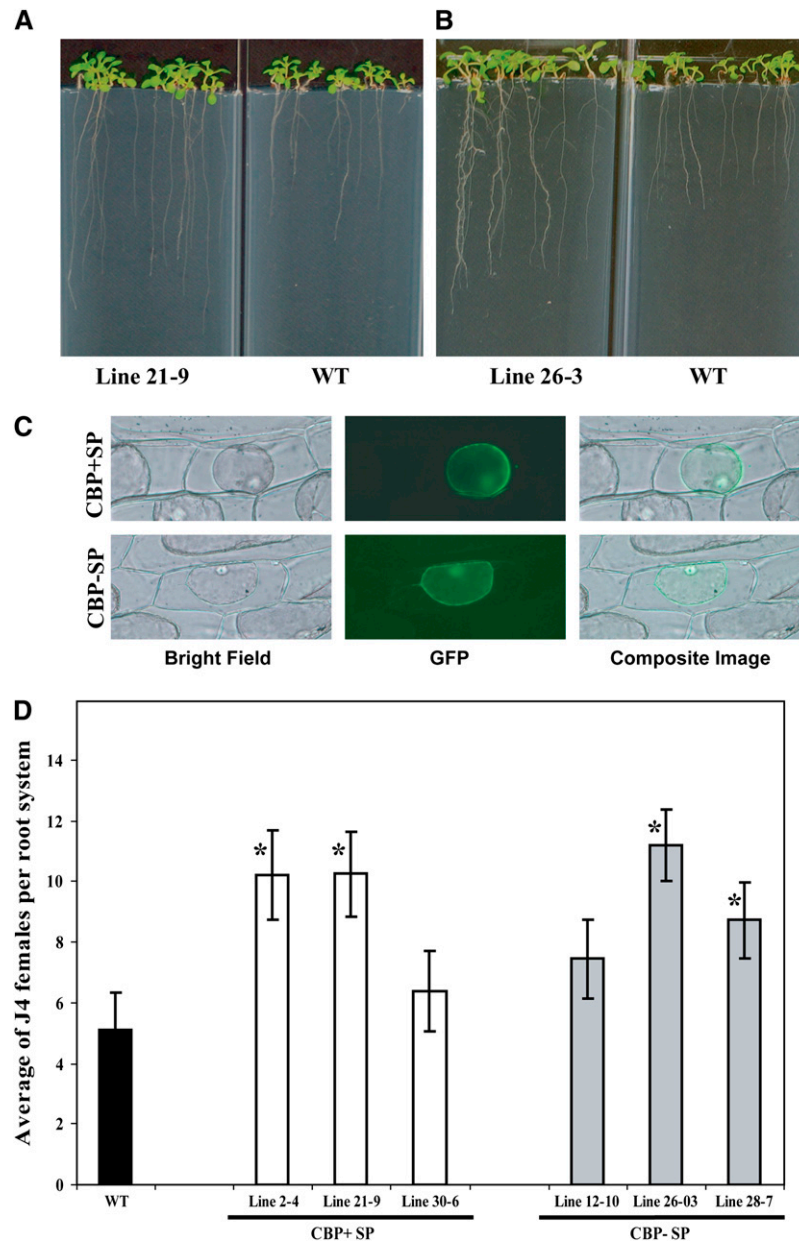 A
B
Line 21-9
WT
Line 26-3
WT
C
CBP+SP
CBP-SP
Bright Field
GFP
Composite Image
D
Average of J4 females per root system
14
12
10
8
6
4
2
0
*
*
*
*
WT
Line 2-4
Line 21-9
Line 30-6
Line 12-10
Line 26-03
Line 28-7
CBP+ SP
CBP- SP